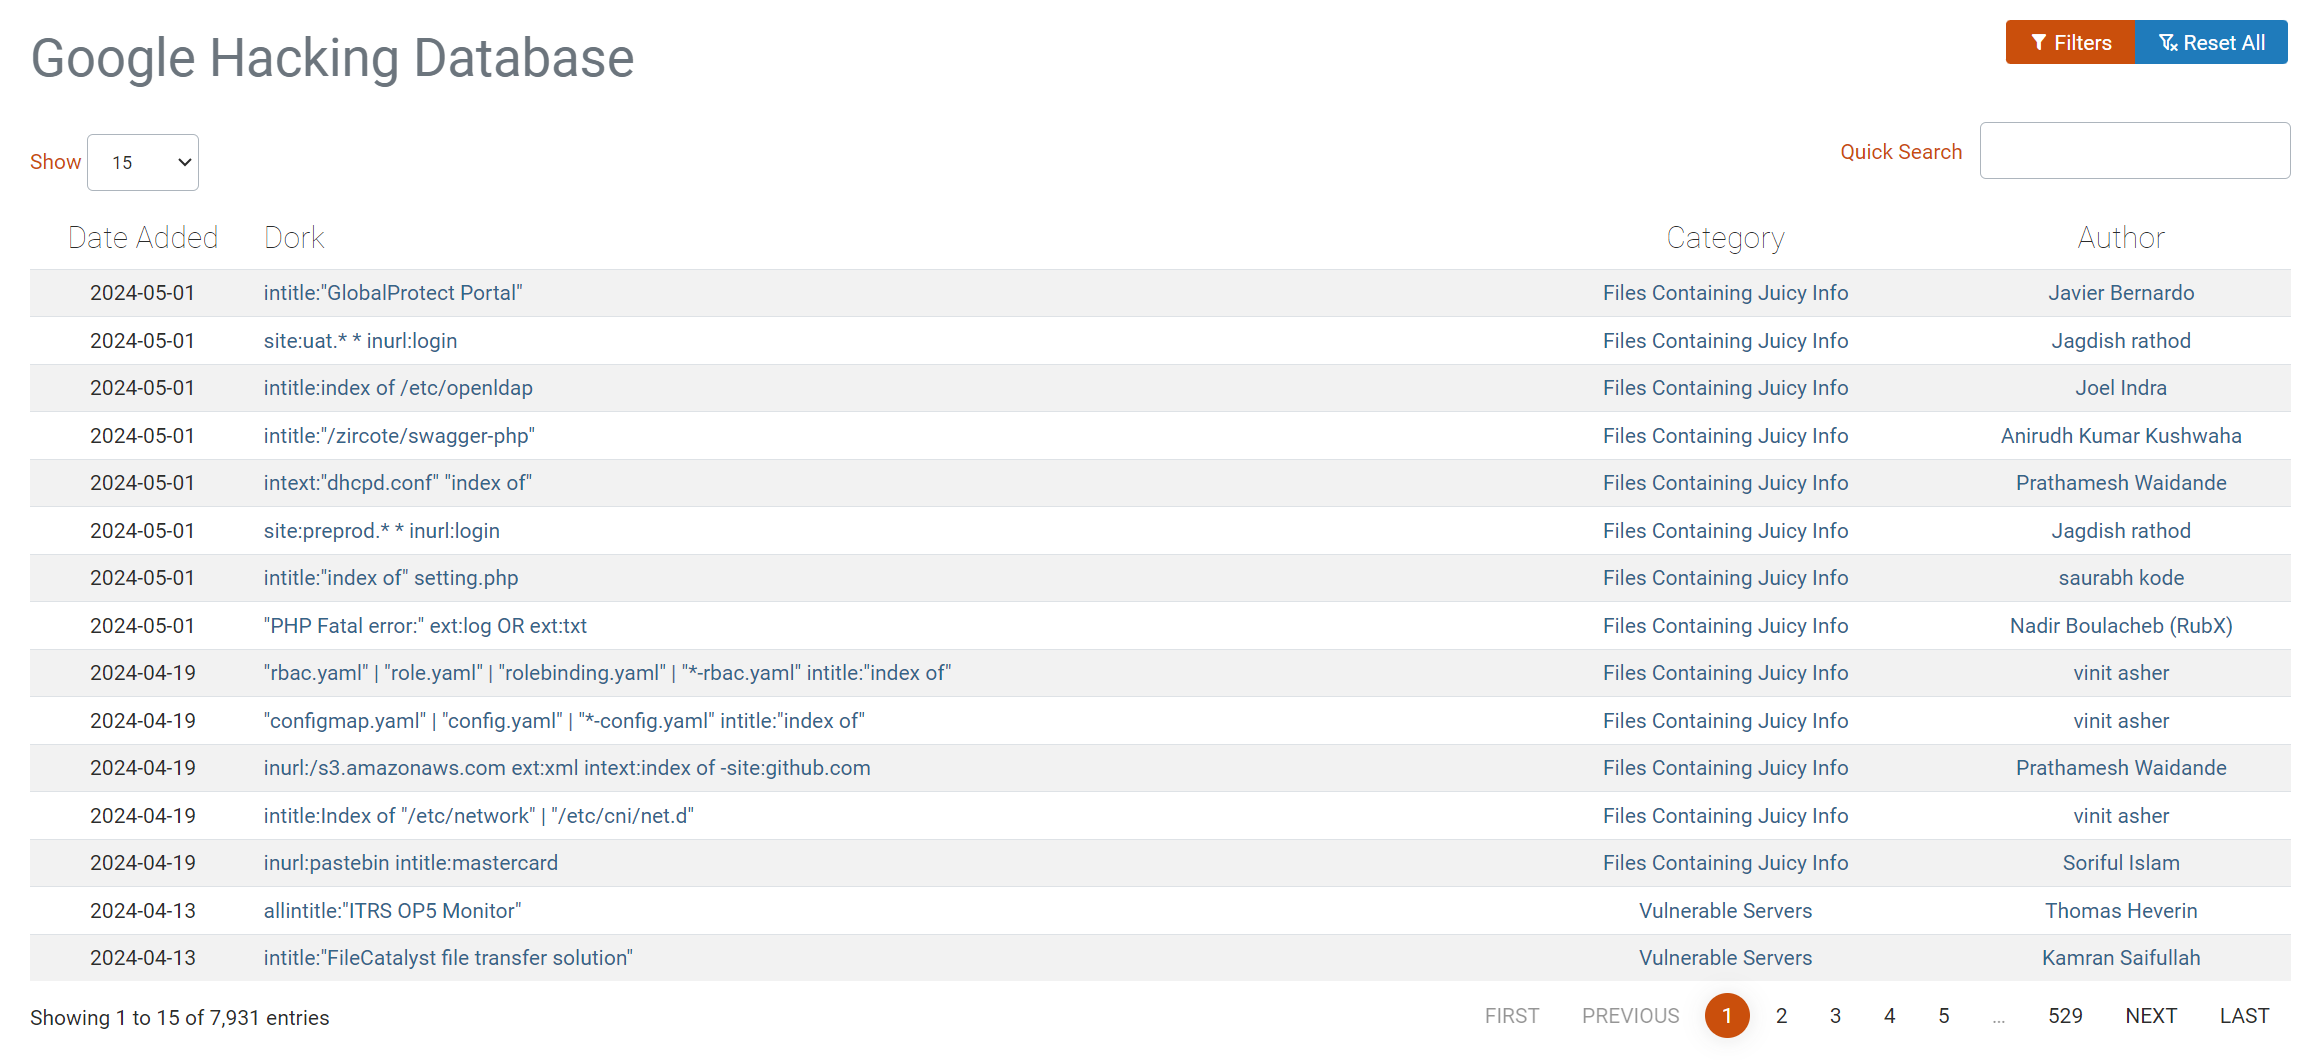 Google Hacking Database
Filters Reset All
Show 15
Quick Search
Date Added Dork Category Author
2024-05-01 intitle:"GlobalProtect Portal" Files Containing Juicy Info Javier Bernardo
2024-05-01 site:uat.* * inurl:login Files Containing Juicy Info Jagdish rathod
2024-05-01 intitle:index of /etc/openldap Files Containing Juicy Info Joel Indra
2024-05-01 intitle:"/zircote/swagger-php" Files Containing Juicy Info Anirudh Kumar Kushwaha
2024-05-01 intext:"dhcpd.conf" "index of" Files Containing Juicy Info Prathamesh Waidande
2024-05-01 site:preprod.* * inurl:login Files Containing Juicy Info Jagdish rathod
2024-05-01 intitle:"index of" setting.php Files Containing Juicy Info saurabh kode
2024-05-01 "PHP Fatal error:" ext:log OR ext:txt Files Containing Juicy Info Nadir Boulacheb (RubX)
2024-04-19 "rbac.yaml" | "role.yaml" | "rolebinding.yaml" | "*-rbac.yaml" intitle:"index of" Files Containing Juicy Info vinit asher
2024-04-19 "configmap.yaml" | "config.yaml" | "*-config.yaml" intitle:"index of" Files Containing Juicy Info vinit asher
2024-04-19 inurl:/s3.amazonaws.com ext:xml intext:index of -site:github.com Files Containing Juicy Info Prathamesh Waidande
2024-04-19 intitle:Index of "/etc/network" | "/etc/cni/net.d" Files Containing Juicy Info vinit asher
2024-04-19 inurl:pastebin intitle:mastercard Files Containing Juicy Info Soriful Islam
2024-04-13 allintitle:"ITRS OP5 Monitor" Vulnerable Servers Thomas Heverin
2024-04-13 intitle:"FileCatalyst file transfer solution" Vulnerable Servers Kamran Saifullah
Showing 1 to 15 of 7,931 entries FIRST PREVIOUS 1 2 3 4 5 … 529 NEXT LAST